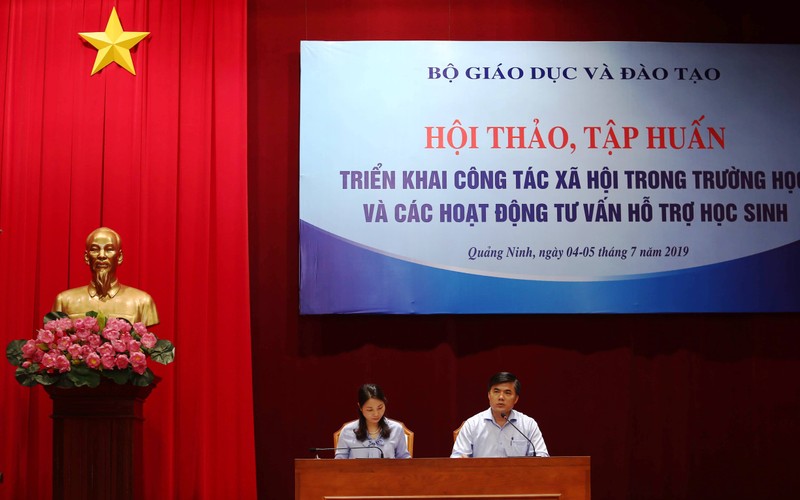 BỘ GIÁO DỤC VÀ ĐÀO TẠO
HỘI THẢO, TẬP HUẤN
TRIỂN KHAI CÔNG TÁC XÃ HỘI TRONG TRƯỜNG HỌC
VÀ CÁC HOẠT ĐỘNG TƯ VẤN HỖ TRỢ HỌC SINH
Quảng Ninh, ngày 04-05 tháng 7 năm 2019